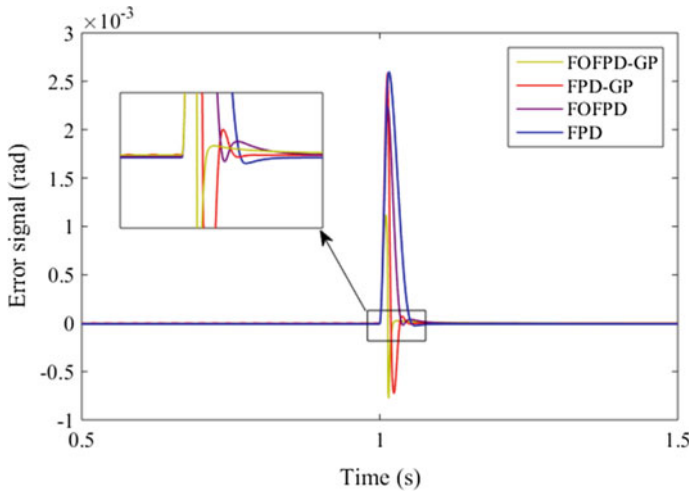 ×10⁻³
3
2.5
2
1.5
1
0.5
0
-0.5
-1
0.5
1
1.5
Error signal (rad)
Time (s)
FOFPD-GP
FPD-GP
FOFPD
FPD